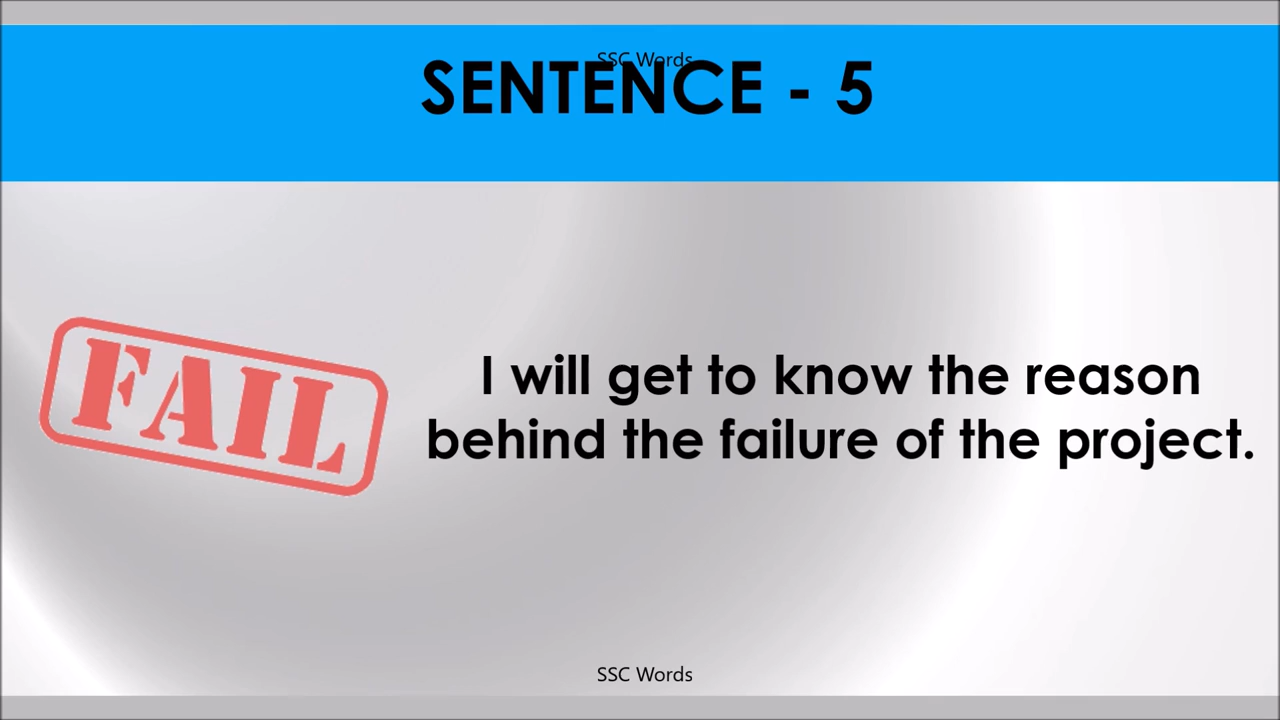 SSC Words
SENTENCE - 5
FAIL
I will get to know the reason
behind the failure of the project.
SSC Words